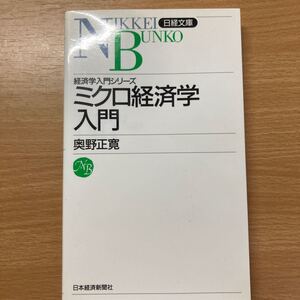 NIKKEI
BUNKO
日経文庫
経済学入門シリーズ
ミクロ経済学
入門
奥野正寛
NB
日本経済新聞社